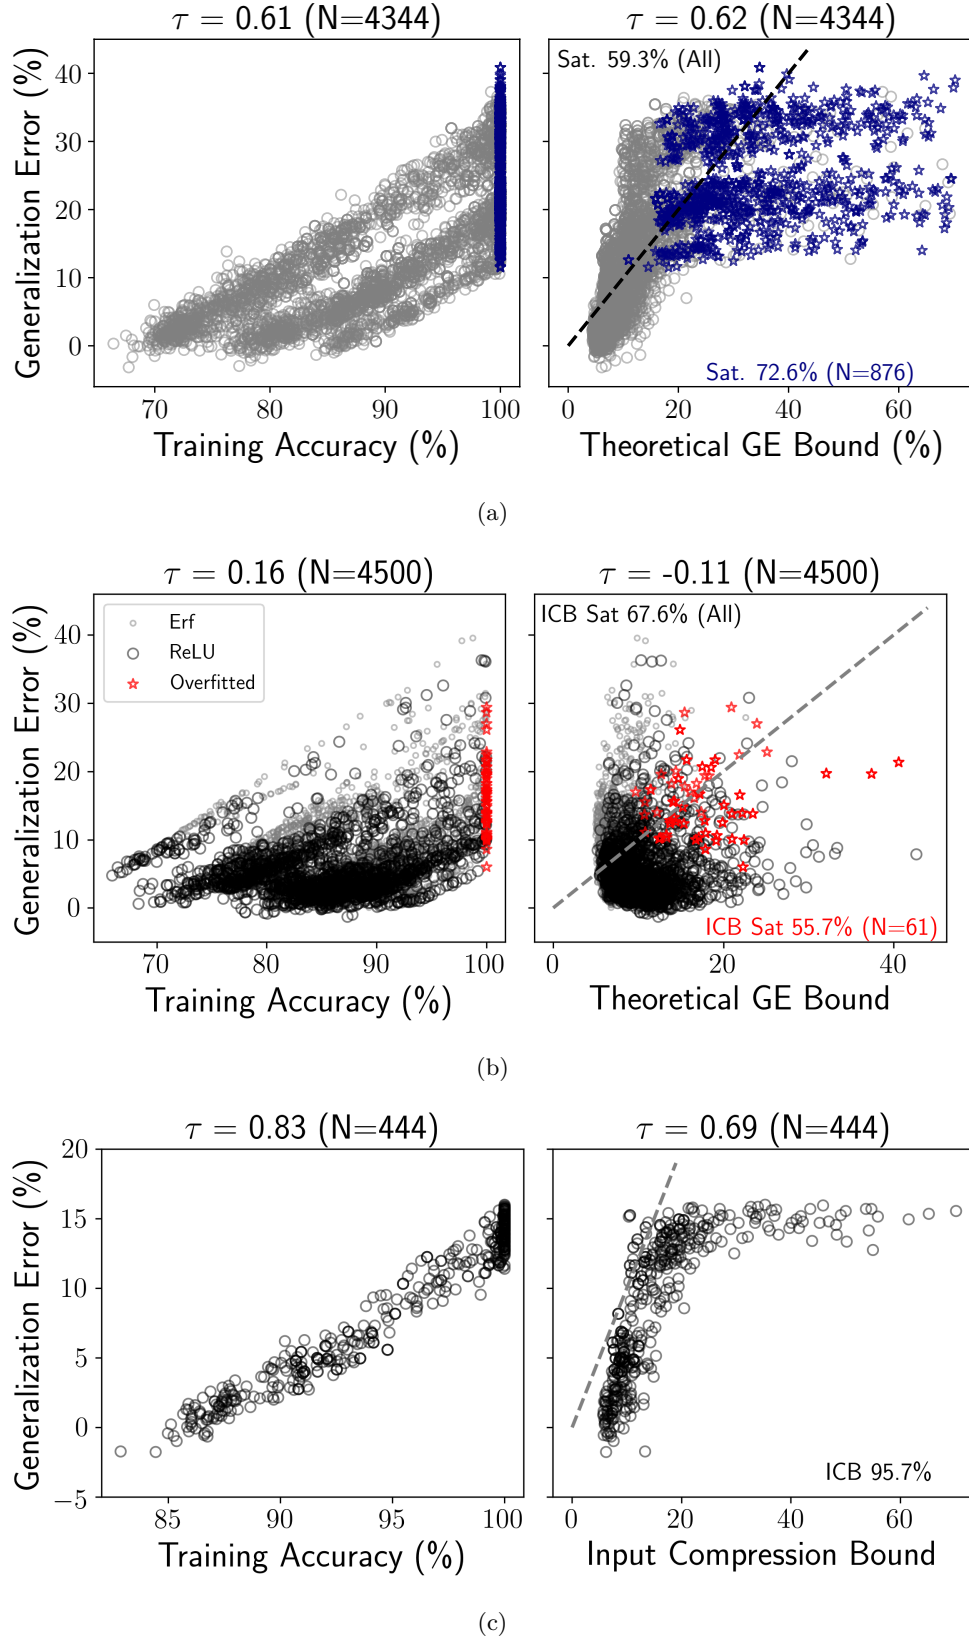 τ = 0.61 (N=4344)
τ = 0.62 (N=4344)
Generalization Error (%)
40
30
20
10
0
70
80
90
100
Training Accuracy (%)
Sat. 59.3% (All)
Sat. 72.6% (N=876)
0
20
40
60
Theoretical GE Bound (%)
(a)
τ = 0.16 (N=4500)
τ = -0.11 (N=4500)
Generalization Error (%)
40
30
20
10
0
Erf
ReLU
Overfitted
70
80
90
100
Training Accuracy (%)
ICB Sat 67.6% (All)
ICB Sat 55.7% (N=61)
0
20
40
Theoretical GE Bound
(b)
τ = 0.83 (N=444)
τ = 0.69 (N=444)
Generalization Error (%)
20
15
10
5
0
−5
85
90
95
100
Training Accuracy (%)
ICB 95.7%
0
20
40
60
Input Compression Bound
(c)